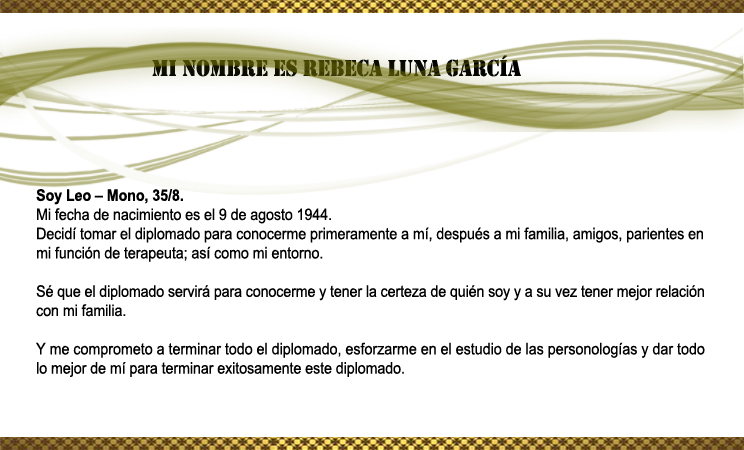 MI NOMBRE ES REBECA LUNA GARCÍA
Soy Leo – Mono, 35/8.
Mi fecha de nacimiento es el 9 de agosto 1944.
Decidí tomar el diplomado para conocerme primeramente a mí, después a mi familia, amigos, parientes en
mi función de terapeuta; así como mi entorno.
Sé que el diplomado servirá para conocerme y tener la certeza de quién soy y a su vez tener mejor relación
con mi familia.
Y me comprometo a terminar todo el diplomado, esforzarme en el estudio de las personologías y dar todo
lo mejor de mí para terminar exitosamente este diplomado.